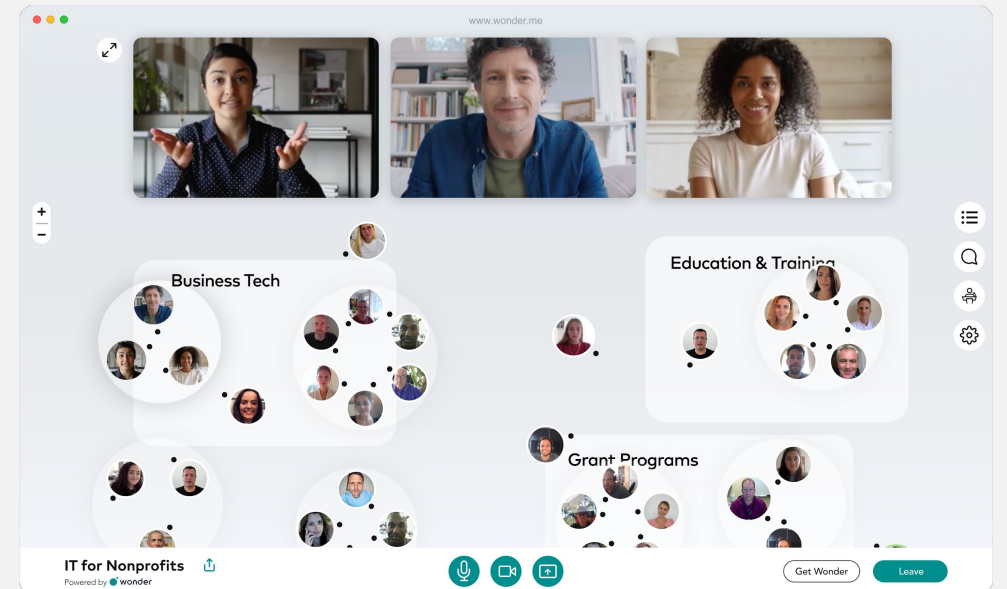 www.wonder.me
Business Tech
Education & Training
Grant Programs
IT for Nonprofits
Powered by wonder
Get Wonder
Leave